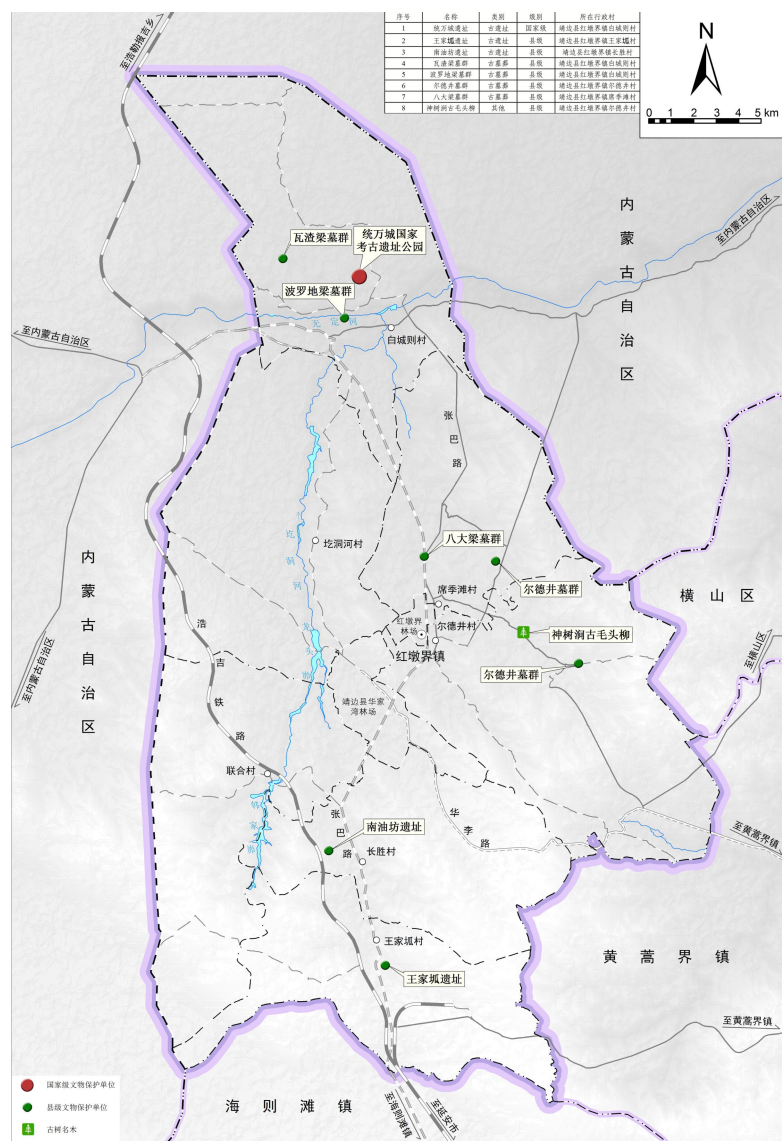 序号 名称 类别 级别 所在行政村
1 统万城遗址 古遗址 国家级 靖边县红墩界镇白城则村
2 王家坬遗址 古遗址 县级 靖边县红墩界镇王家坬村
3 南油坊遗址 古遗址 县级 靖边县红墩界镇长胜村
4 瓦渣梁墓群 古墓葬 县级 靖边县红墩界镇白城则村
5 波罗地梁墓群 古墓葬 县级 靖边县红墩界镇白城则村
6 尔德井墓群 古墓葬 县级 靖边县红墩界镇尔德井村
7 八大梁墓群 古墓葬 县级 靖边县红墩界镇席季滩村
8 神树涧古毛头柳 其他 县级 靖边县红墩界镇尔德井村
N
0 1 2 3 4 5 km
至浩勒报吉乡
内蒙古自治区
至内蒙古自治区
瓦渣梁墓群
统万城国家
考古遗址公园
波罗地梁墓群
无定河
白城则村
至内蒙古自治区
张巴路
圪洞河村
圪洞河
八大梁墓群
尔德井墓群
内蒙古自治区
席季滩村
横山区
红墩界
林场
尔德井村
神树涧古毛头柳
红墩界镇
尔德井墓群
至内蒙古自治区
至横山区
浩吉铁路
靖边县华家
湾林场
联合村
张巴路
华李路
南油坊遗址
长胜村
至黄蒿界镇
王家坬村
王家坬遗址
黄蒿界镇
至黄蒿界镇
海则滩镇
至海则滩镇
至延安市
国家级文物保护单位
县级文物保护单位
古树名木